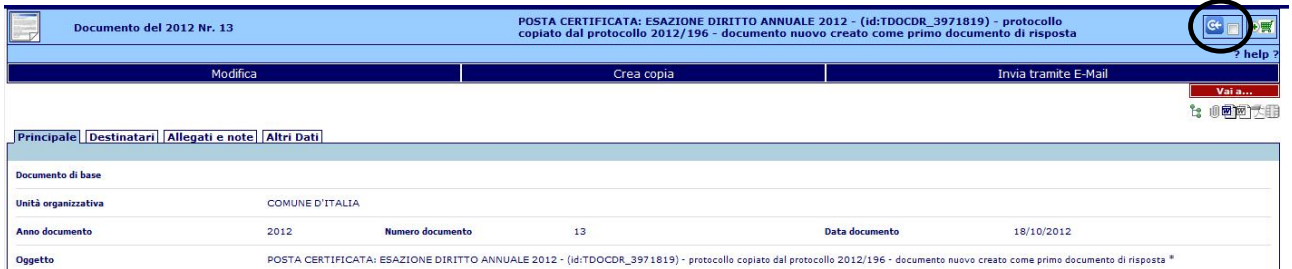 Documento del 2012 Nr. 13
POSTA CERTIFICATA: ESAZIONE DIRITTO ANNUALE 2012 - (id:TDOCDR_3971819) - protocollo
copiato dal protocollo 2012/196 - documento nuovo creato come primo documento di risposta
? help ?
Modifica Crea copia Invia tramite E-Mail
Vai a...
Principale Destinatari Allegati e note Altri Dati
Documento di base
Unità organizzativa COMUNE D'ITALIA
Anno documento 2012 Numero documento 13 Data documento 18/10/2012
Oggetto POSTA CERTIFICATA: ESAZIONE DIRITTO ANNUALE 2012 - (id:TDOCDR_3971819) - protocollo copiato dal protocollo 2012/196 - documento nuovo creato come primo documento di risposta *